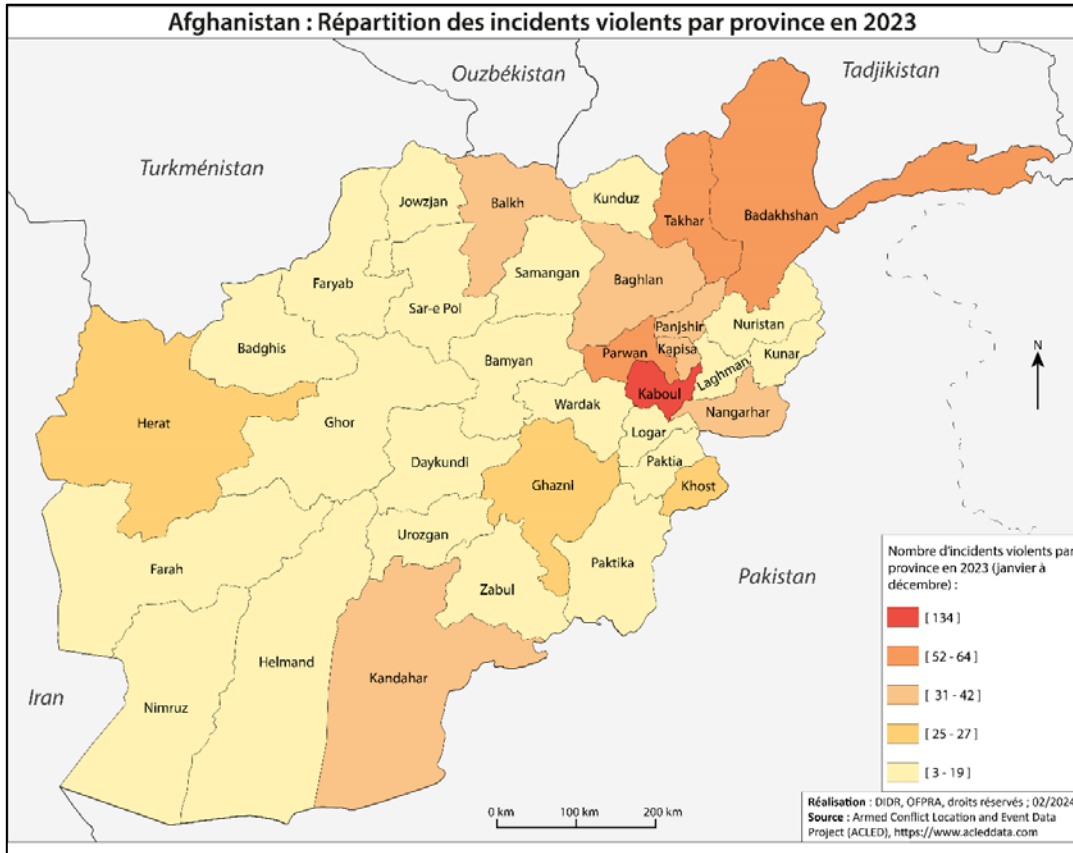 Afghanistan : Répartition des incidents violents par province en 2023
Ouzbékistan
Tadjikistan
Turkménistan
Jowzjan
Balkh
Kunduz
Takhar
Badakhshan
Faryab
Sar-e Pol
Samangan
Baghlan
Badghis
Bamyan
Panjshir
Nuristan
Parwan
Kapisa
Kunar
Laghman
Kaboul
Herat
Ghor
Wardak
Nangarhar
Logar
Daykundi
Paktia
Ghazni
Khost
Urozgan
Farah
Zabul
Paktika
Pakistan
Helmand
Kandahar
Iran
Nimruz
N
Nombre d'incidents violents par
province en 2023 (janvier à
décembre) :
[ 134 ]
[ 52 - 64 ]
[ 31 - 42 ]
[ 25 - 27 ]
[ 3 - 19 ]
0 km 100 km 200 km
Réalisation : DIDR, OFPRA, droits réservés ; 02/2024
Source : Armed Conflict Location and Event Data
Project (ACLED), https://www.acleddata.com